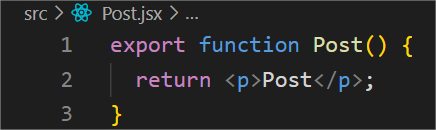 src > Post.jsx > ...
1 export function Post() {
2 return <p>Post</p>;
3 }